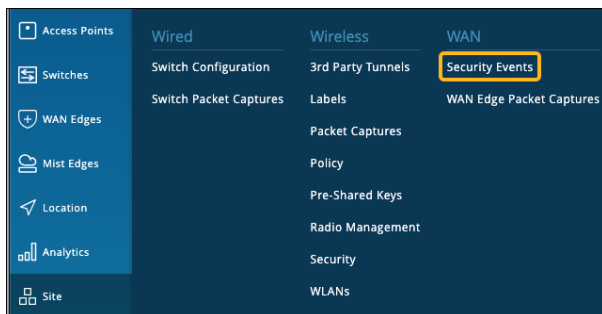 Access Points
Switches
WAN Edges
Mist Edges
Location
Analytics
Site
Wired
Switch Configuration
Switch Packet Captures
Wireless
3rd Party Tunnels
Labels
Packet Captures
Policy
Pre-Shared Keys
Radio Management
Security
WLANs
WAN
Security Events
WAN Edge Packet Captures